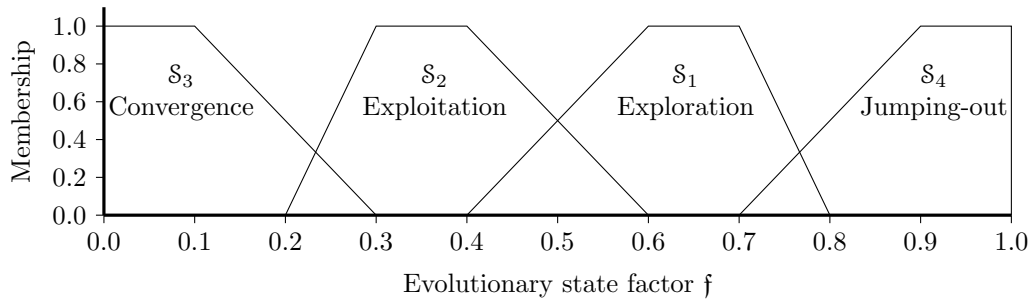 1.0
0.8
0.6
0.4
0.2
0.0
Membership
𝒮₃
Convergence
𝒮₂
Exploitation
𝒮₁
Exploration
𝒮₄
Jumping-out
0.0 0.1 0.2 0.3 0.4 0.5 0.6 0.7 0.8 0.9 1.0
Evolutionary state factor 𝔣